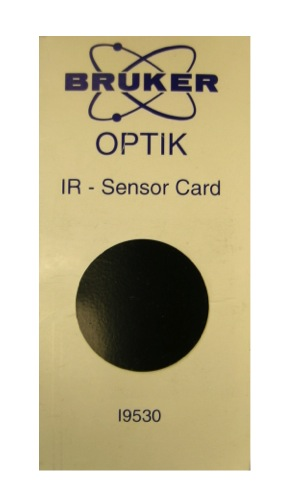 BRUKER
OPTiK
IR - Sensor Card
I9530